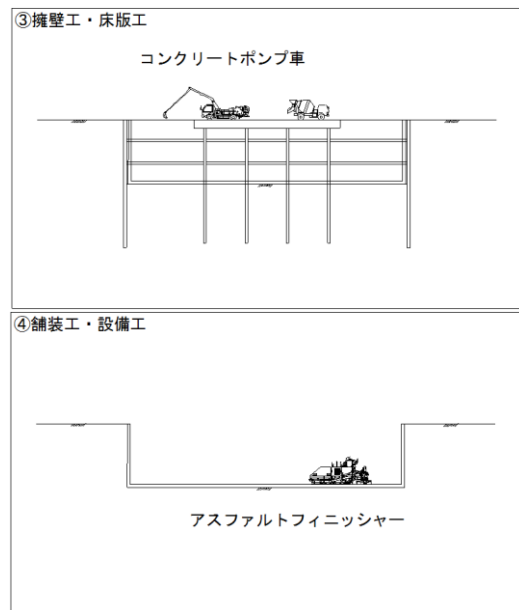 ③擁壁工・床版工
コンクリートポンプ車
④舗装工・設備工
アスファルトフィニッシャー